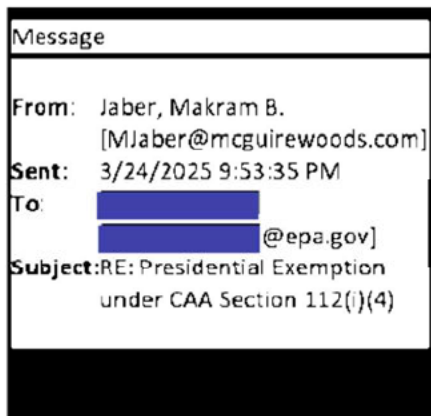 Message
From: Jaber, Makram B.
[MJaber@mcguirewoods.com]
Sent: 3/24/2025 9:53:35 PM
To:
@epa.gov]
Subject:RE: Presidential Exemption
under CAA Section 112(i)(4)